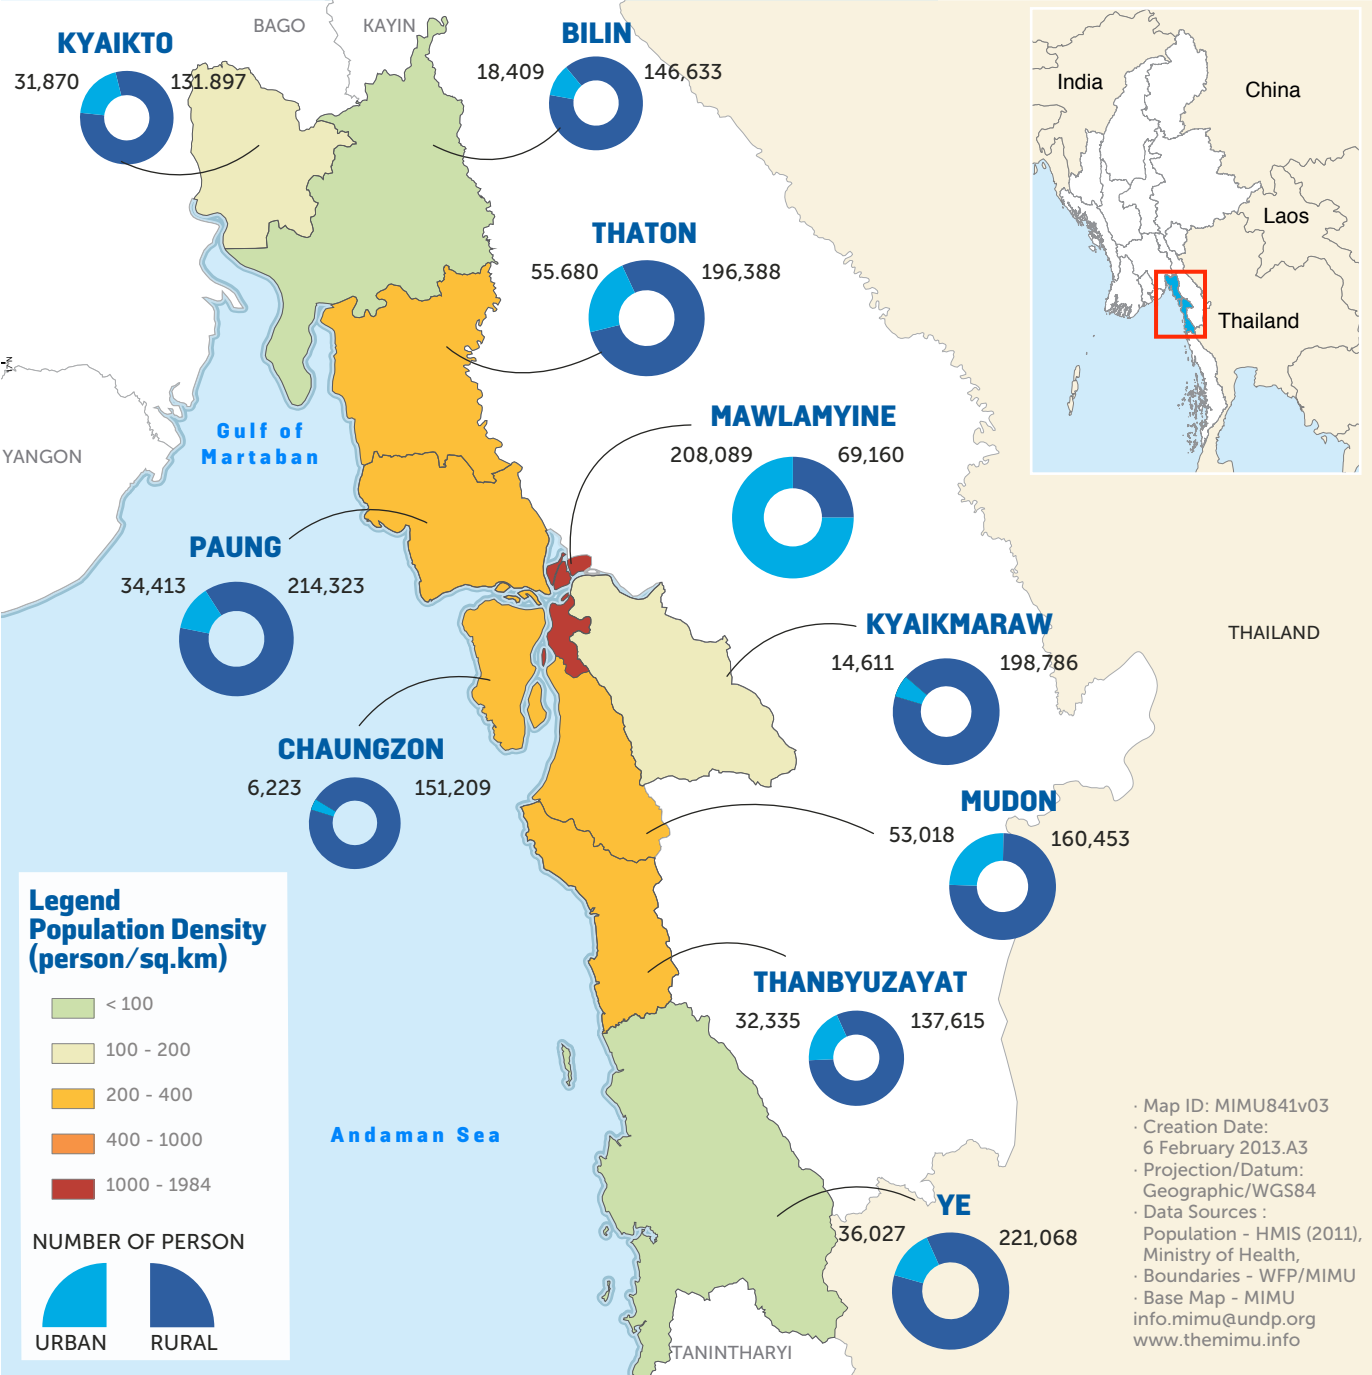 BAGO
KAYIN
KYAIKTO
31,870
131.897
BILIN
18,409
146,633
India
China
Laos
Thailand
THATON
55.680
196,388
N
YANGON
Gulf of
Martaban
MAWLAMYINE
208,089
69,160
PAUNG
34,413
214,323
KYAIKMARAW
14,611
198,786
THAILAND
CHAUNGZON
6,223
151,209
MUDON
53,018
160,453
Legend
Population Density
(person/sq.km)
< 100
100 - 200
200 - 400
400 - 1000
1000 - 1984
NUMBER OF PERSON
URBAN
RURAL
THANBYUZAYAT
32,335
137,615
Andaman Sea
YE
36,027
221,068
TANINTHARYI
· Map ID: MIMU841v03
· Creation Date:
6 February 2013.A3
· Projection/Datum:
Geographic/WGS84
· Data Sources :
Population - HMIS (2011),
Ministry of Health,
· Boundaries - WFP/MIMU
· Base Map - MIMU
info.mimu@undp.org
www.themimu.info